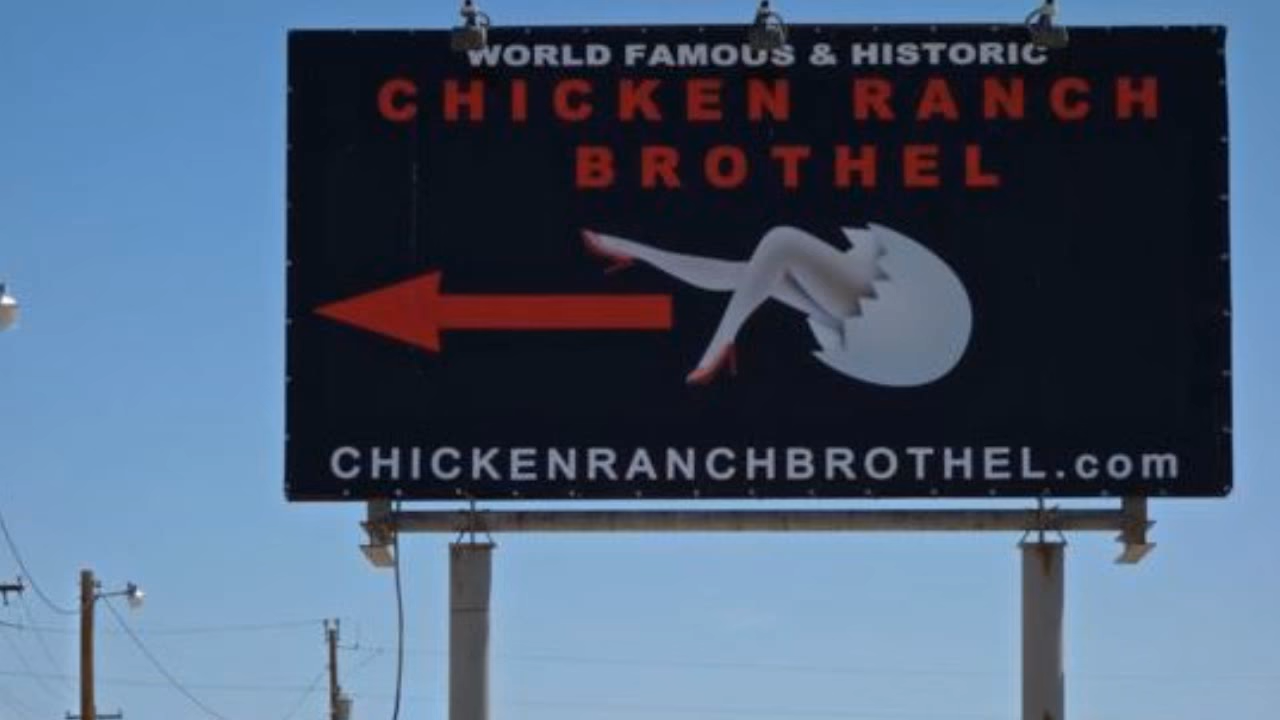 WORLD FAMOUS & HISTORIC
CHICKEN RANCH
BROTHEL
CHICKENRANCHBROTHEL.com